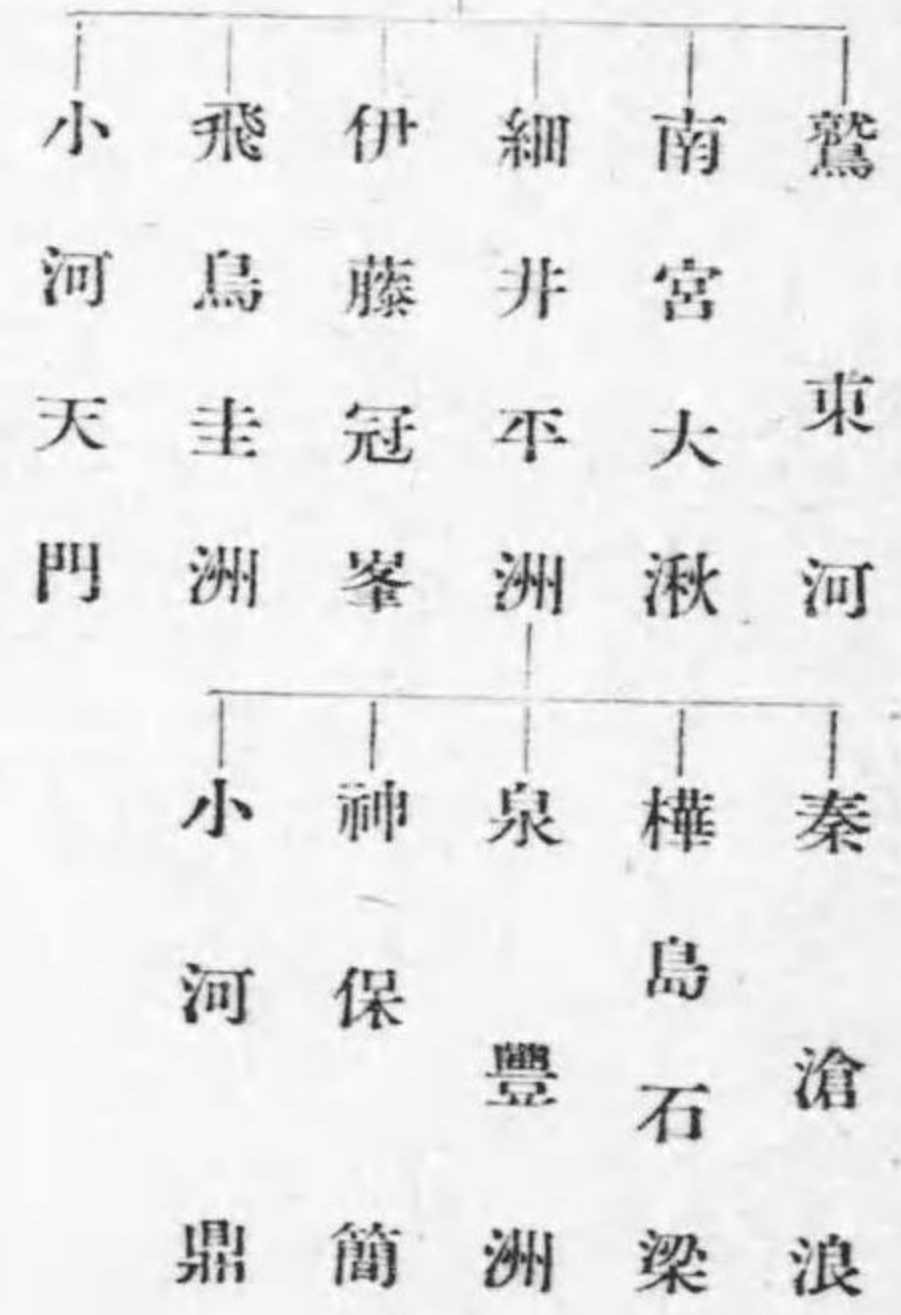 鷲東河
南宮大湫
細井平洲
伊藤冠峯
飛鳥圭洲
小河天門
秦滄浪
樺島石梁
泉豐洲
神保簡
小河鼎